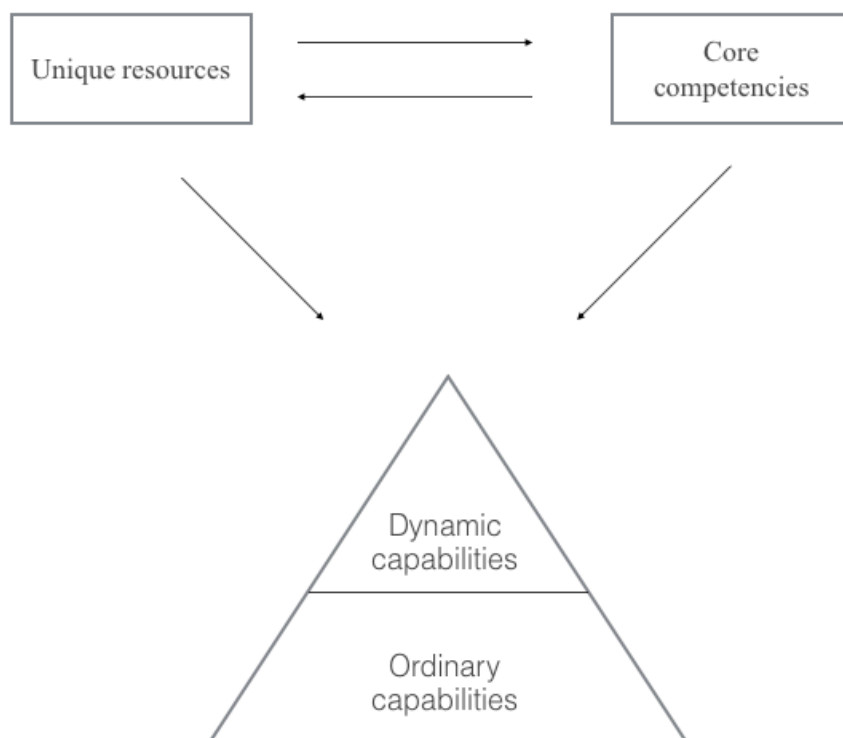 Unique resources
Core
competencies
Dynamic
capabilities
Ordinary
capabilities